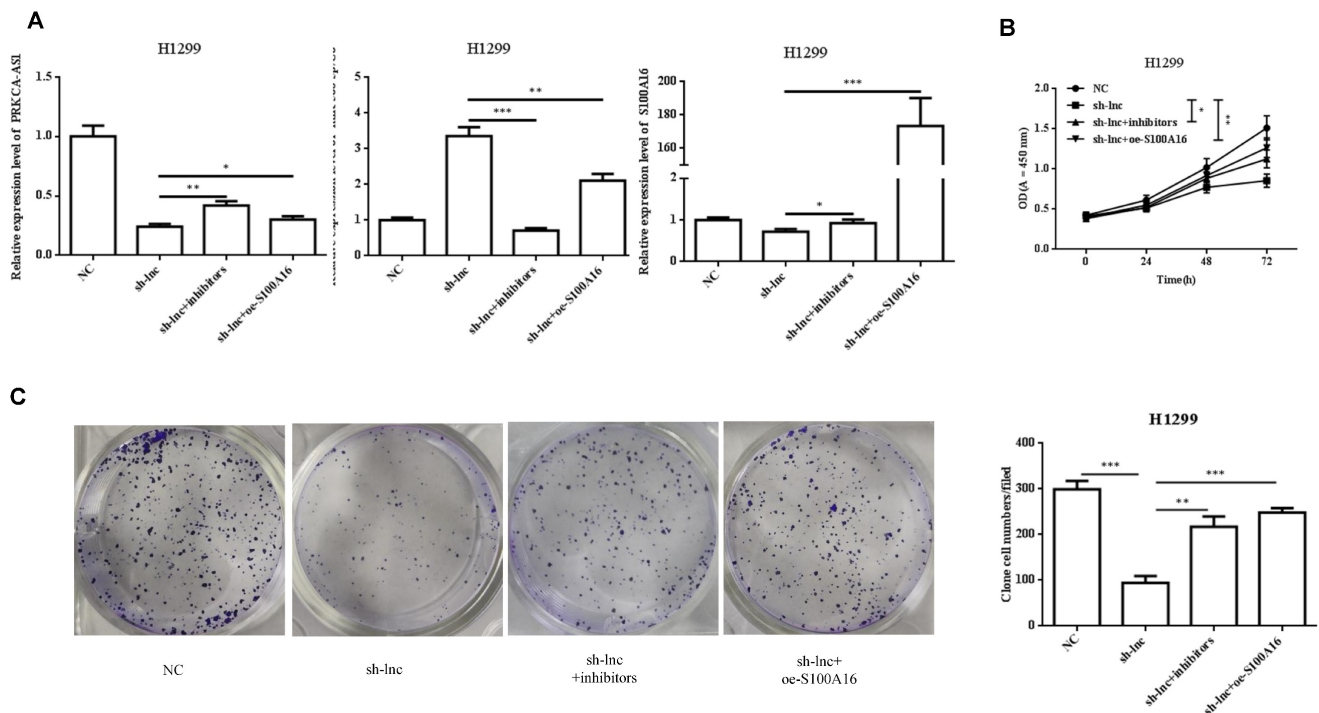 A
H1299
Relative expression level of PRKCA-AS1
1.5
1.0
0.5
0.0
**
*
NC
sh-lnc
sh-lnc+inhibitors
sh-lnc+oe-S100A16
H1299
5
4
3
2
1
0
**
***
NC
sh-lnc
sh-lnc+inhibitors
sh-lnc+oe-S100A16
H1299
Relative expression level of S100A16
200
180
160
2
1
0
***
*
NC
sh-lnc
sh-lnc+inhibitors
sh-lnc+oe-S100A16
B
H1299
OD(A = 450 nm)
2.0
1.5
1.0
0.5
0.0
NC
sh-lnc
sh-lnc+inhibitors
sh-lnc+oe-S100A16
*
**
0
24
48
72
Time(h)
C
NC
sh-lnc
sh-lnc
+inhibitors
sh-lnc+
oe-S100A16
H1299
Clone cell numbers/filed
400
300
200
100
0
***
***
**
NC
sh-lnc
sh-lnc+inhibitors
sh-lnc+oe-S100A16